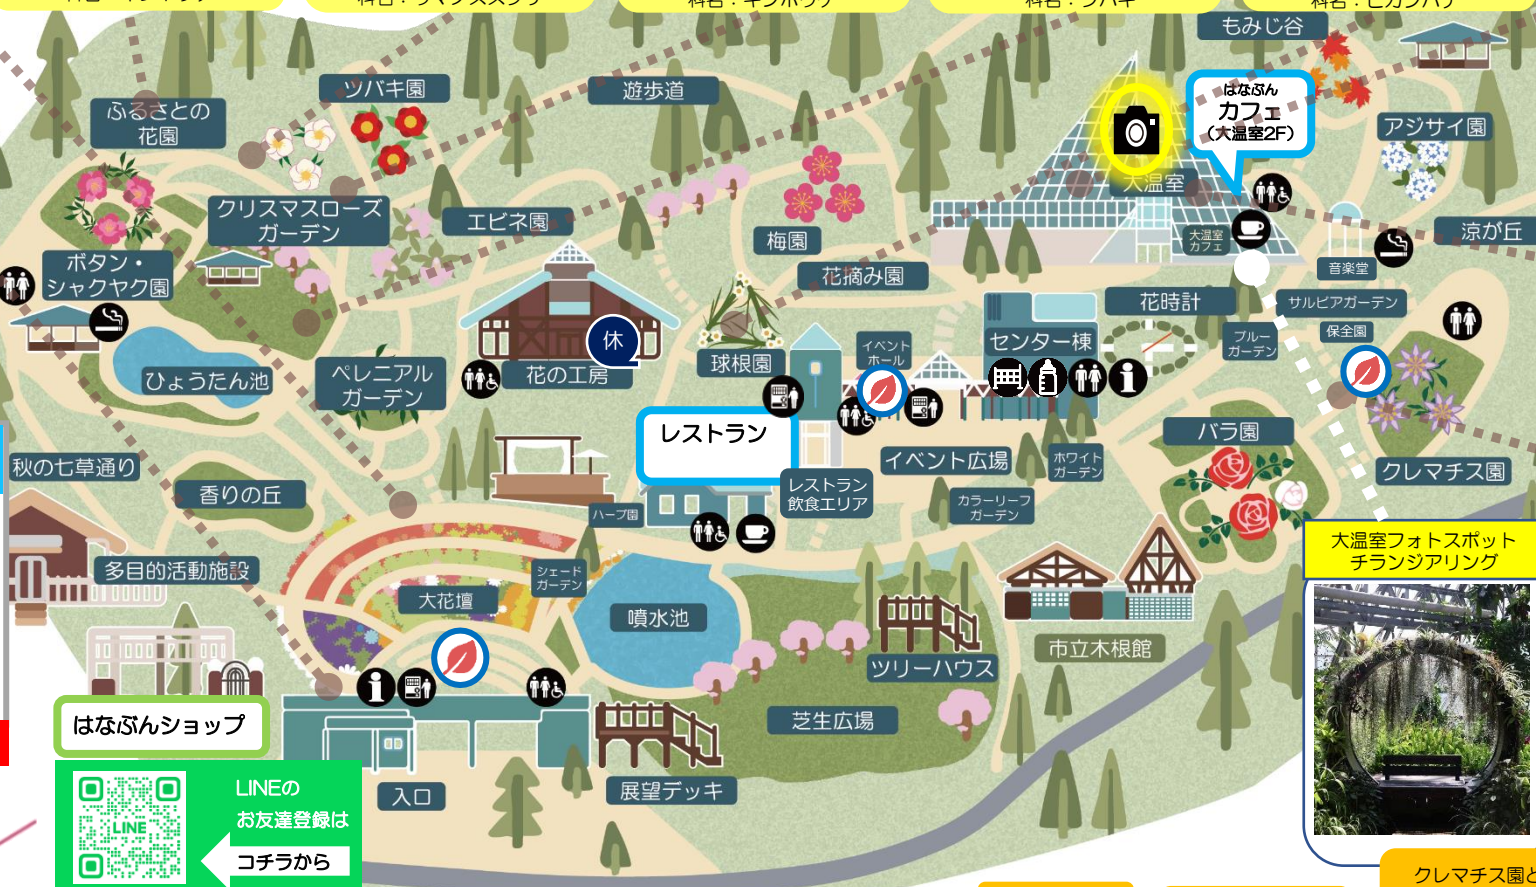 もみじ谷
ツバキ園
遊歩道
ふるさとの
花園
はなぶん
カフェ
(大温室2F)
アジサイ園
大温室
クリスマスローズ
ガーデン
エビネ園
梅園
大温室
カフェ
涼が丘
ボタン・
シャクヤク園
花摘み園
音楽堂
花時計
サルビアガーデン
保全園
休
センター棟
ブルー
ガーデン
イベント
ホール
球根園
花の工房
ひょうたん池
ペレニアル
ガーデン
レストラン
バラ園
秋の七草通り
イベント広場
ホワイト
ガーデン
クレマチス園
香りの丘
レストラン
飲食エリア
カラーリーフ
ガーデン
ハーブ園
大温室フォトスポット
チランジアリング
多目的活動施設
シェード
ガーデン
大花壇
噴水池
市立木根館
ツリーハウス
はなぶんショップ
芝生広場
入口
展望デッキ
LINEの
お友達登録は
LINE
コチラから
クレマチス園と